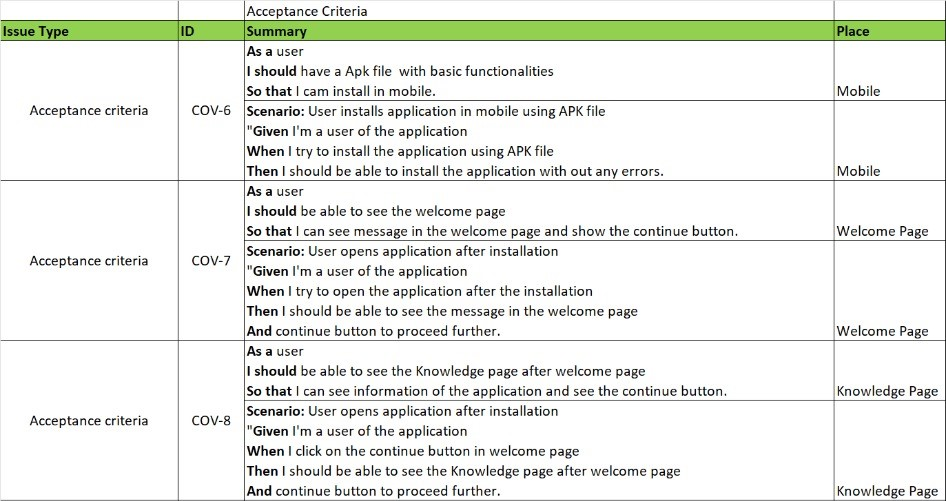 Acceptance Criteria
Issue Type ID Summary Place
As a user
I should have a Apk file with basic functionalities
So that I cam install in mobile.
Mobile
Acceptance criteria
COV-6
Scenario: User installs application in mobile using APK file
"Given I'm a user of the application
When I try to install the application using APK file
Then I should be able to install the application with out any errors.
Mobile
As a user
I should be able to see the welcome page
So that I can see message in the welcome page and show the continue button.
Welcome Page
Acceptance criteria
COV-7
Scenario: User opens application after installation
"Given I'm a user of the application
When I try to open the application after the installation
Then I should be able to see the message in the welcome page
And continue button to proceed further.
Welcome Page
As a user
I should be able to see the Knowledge page after welcome page
So that I can see information of the application and see the continue button.
Knowledge Page
Acceptance criteria
COV-8
Scenario: User opens application after installation
"Given I'm a user of the application
When I click on the continue button in welcome page
Then I should be able to see the Knowledge page after welcome page
And continue button to proceed further.
Knowledge Page